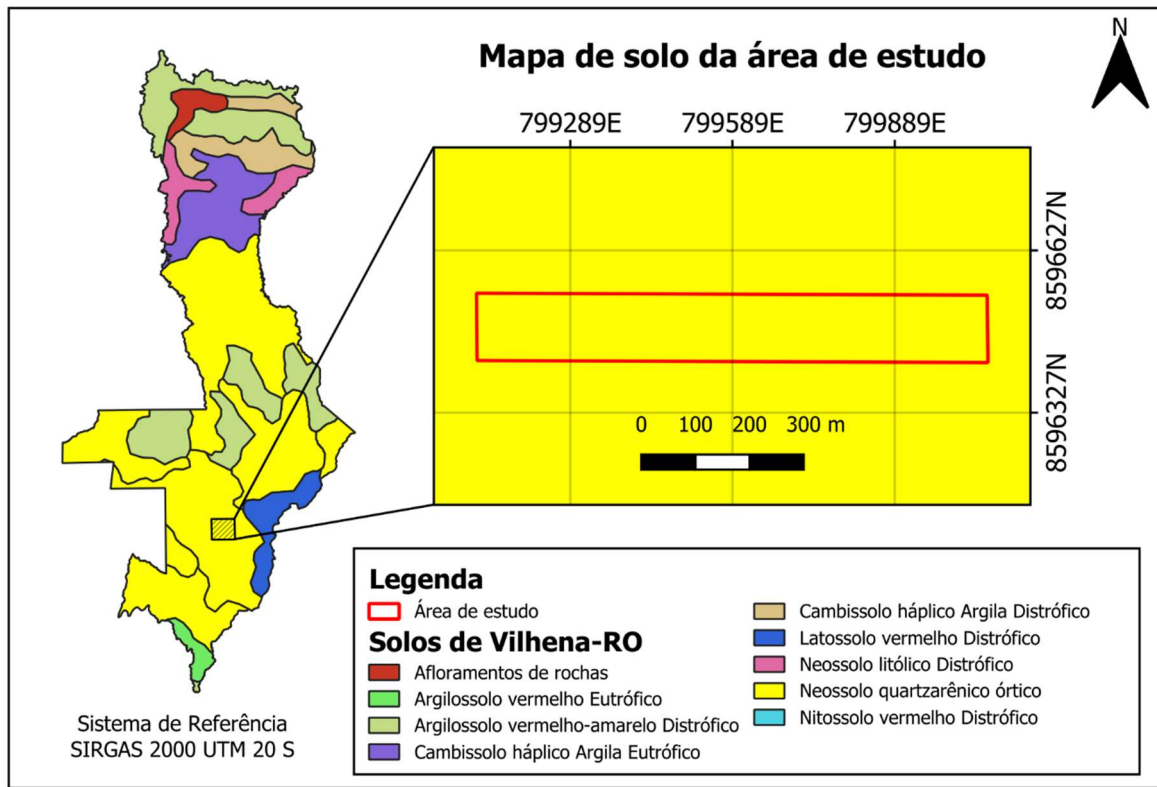 Mapa de solo da área de estudo
N
799289E 799589E 799889E
8596627N
8596327N
0 100 200 300 m
Legenda
Área de estudo
Solos de Vilhena-RO
Afloramentos de rochas
Argilossolo vermelho Eutrófico
Argilossolo vermelho-amarelo Distrófico
Cambissolo háplico Argila Eutrófico
Cambissolo háplico Argila Distrófico
Latossolo vermelho Distrófico
Neossolo litólico Distrófico
Neossolo quartzarênico órtico
Nitossolo vermelho Distrófico
Sistema de Referência
SIRGAS 2000 UTM 20 S